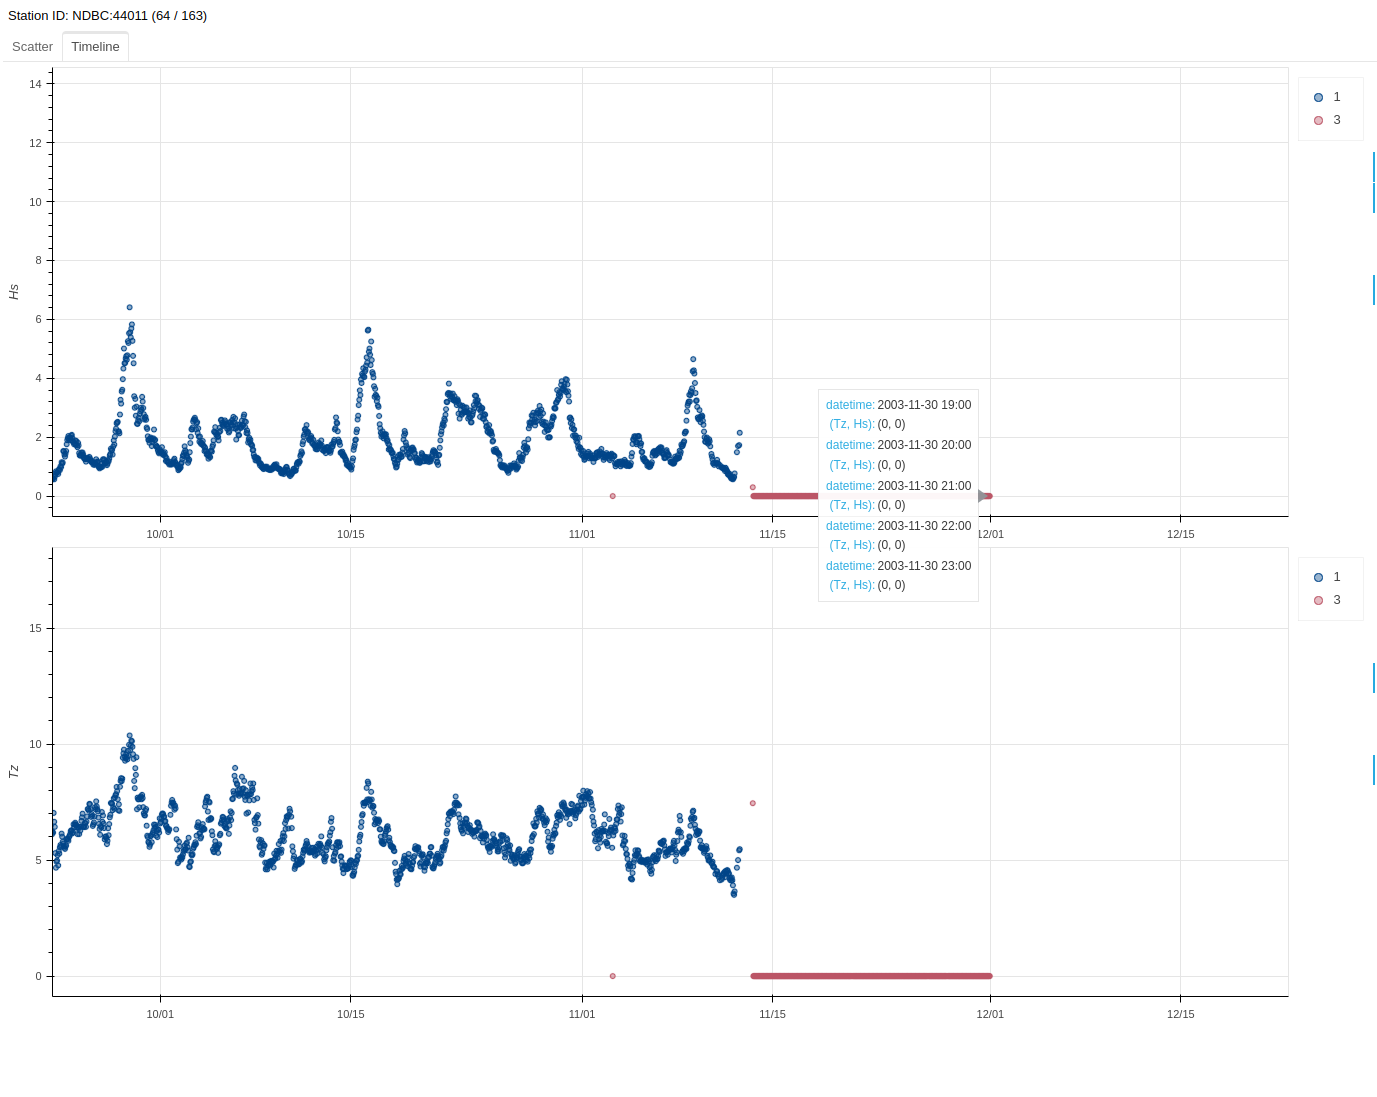 Station ID: NDBC:44011 (64 / 163)
Scatter Timeline
14
12
10
8
6
4
2
0
Hs
10/01 10/15 11/01 11/15 12/01 12/15
1
3
datetime: 2003-11-30 19:00
(Tz, Hs): (0, 0)
datetime: 2003-11-30 20:00
(Tz, Hs): (0, 0)
datetime: 2003-11-30 21:00
(Tz, Hs): (0, 0)
datetime: 2003-11-30 22:00
(Tz, Hs): (0, 0)
datetime: 2003-11-30 23:00
(Tz, Hs): (0, 0)
15
10
5
0
Tz
10/01 10/15 11/01 11/15 12/01 12/15
1
3